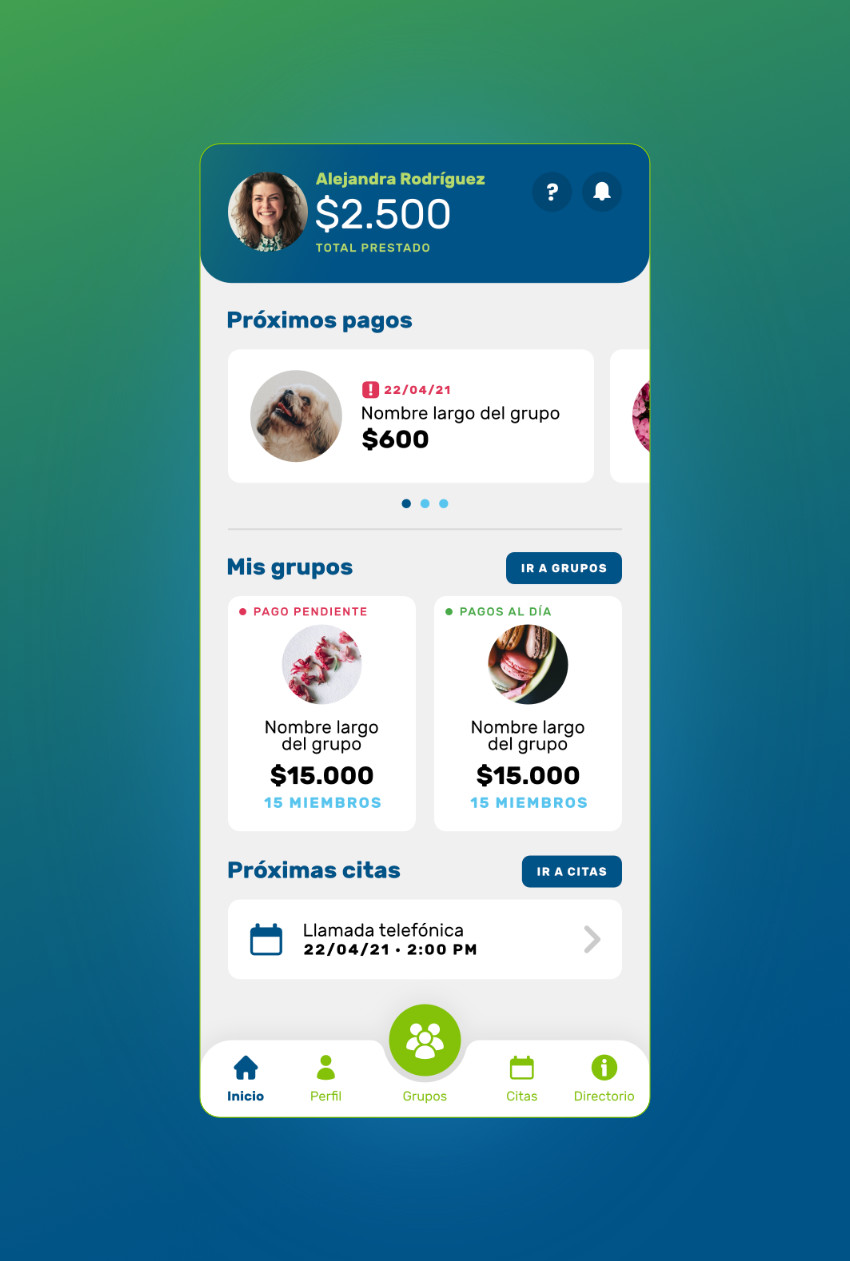 Alejandra Rodríguez
$2.500
TOTAL PRESTADO
?
Próximos pagos
! 22/04/21
Nombre largo del grupo
$600
Mis grupos
IR A GRUPOS
PAGO PENDIENTE
Nombre largo
del grupo
$15.000
15 MIEMBROS
PAGOS AL DÍA
Nombre largo
del grupo
$15.000
15 MIEMBROS
Próximas citas
IR A CITAS
Llamada telefónica
22/04/21 • 2:00 PM
Inicio
Perfil
Grupos
Citas
Directorio